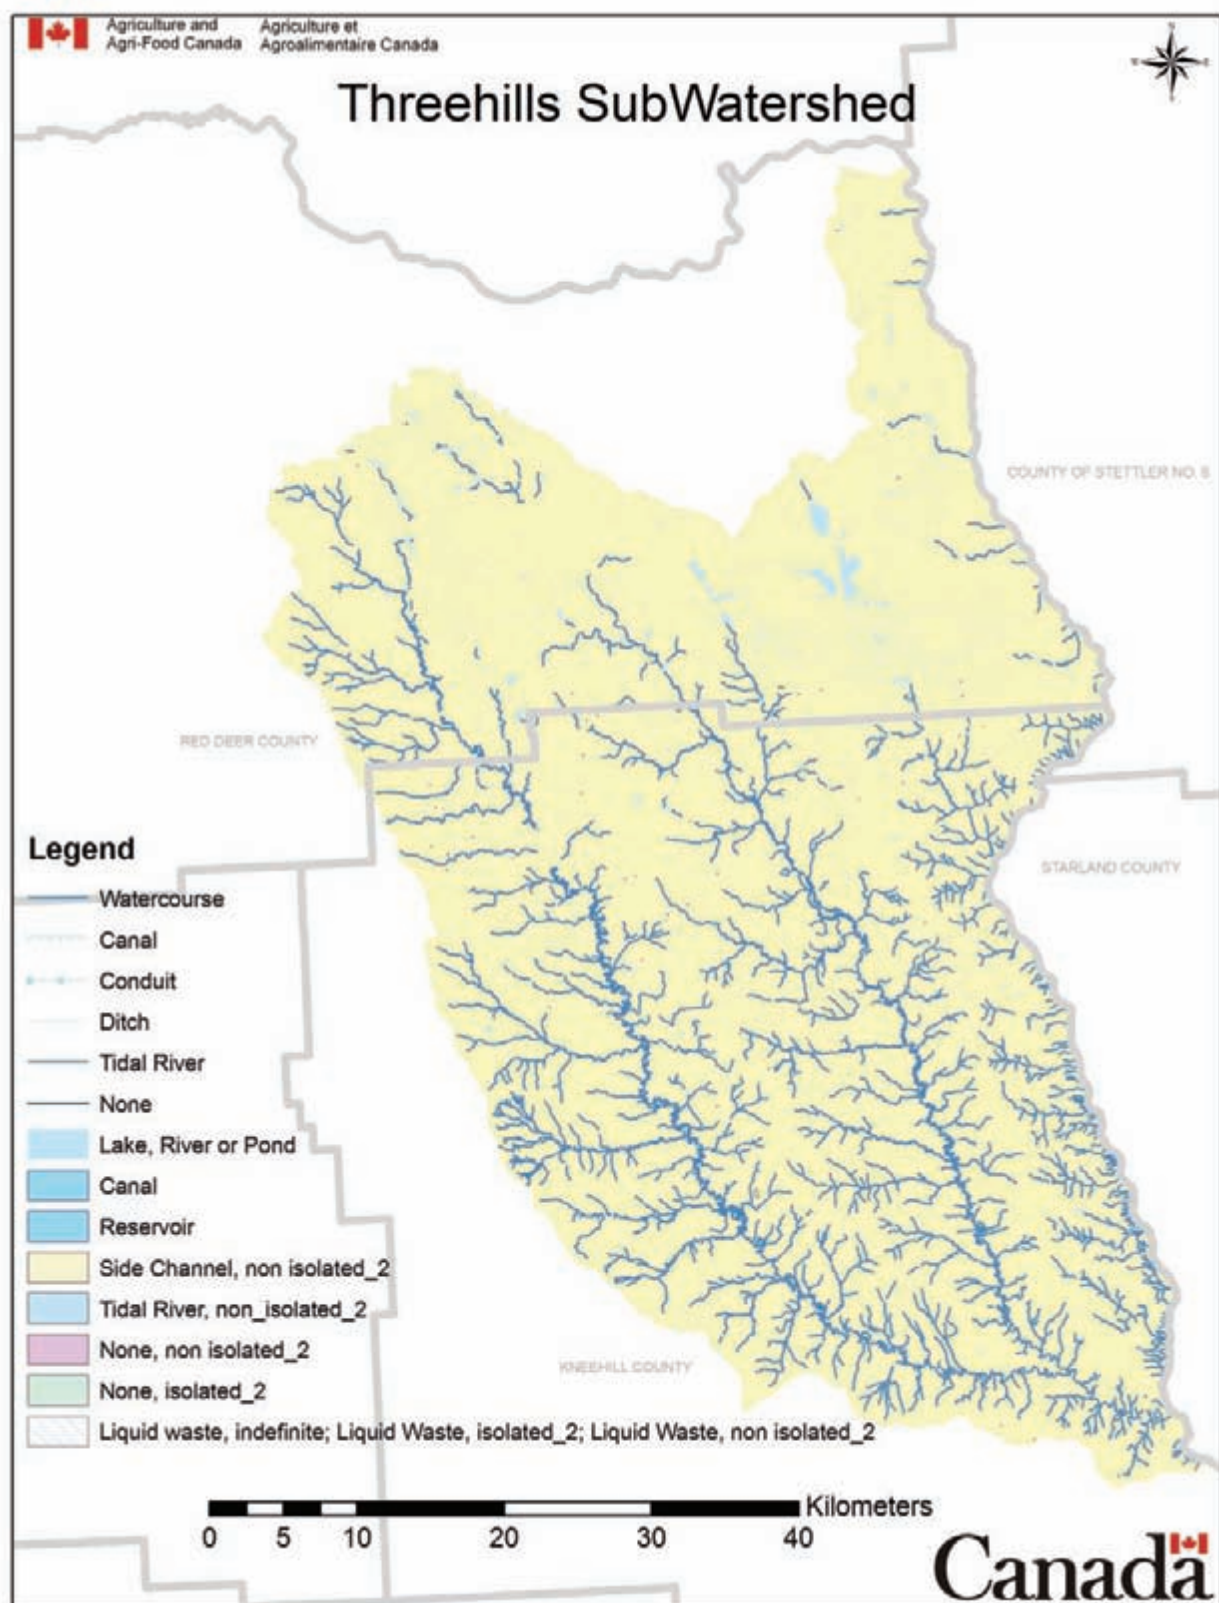 Agriculture and Agriculture et
Agri-Food Canada Agroalimentaire Canada
N
W E
S
Threehills SubWatershed
COUNTY OF STETTLER NO. 6
RED DEER COUNTY
STARLAND COUNTY
KNEEHILL COUNTY
Legend
Watercourse
Canal
Conduit
Ditch
Tidal River
None
Lake, River or Pond
Canal
Reservoir
Side Channel, non isolated_2
Tidal River, non_isolated_2
None, non isolated_2
None, isolated_2
Liquid waste, indefinite; Liquid Waste, isolated_2; Liquid Waste, non isolated_2
Kilometers
0 5 10 20 30 40
Canada